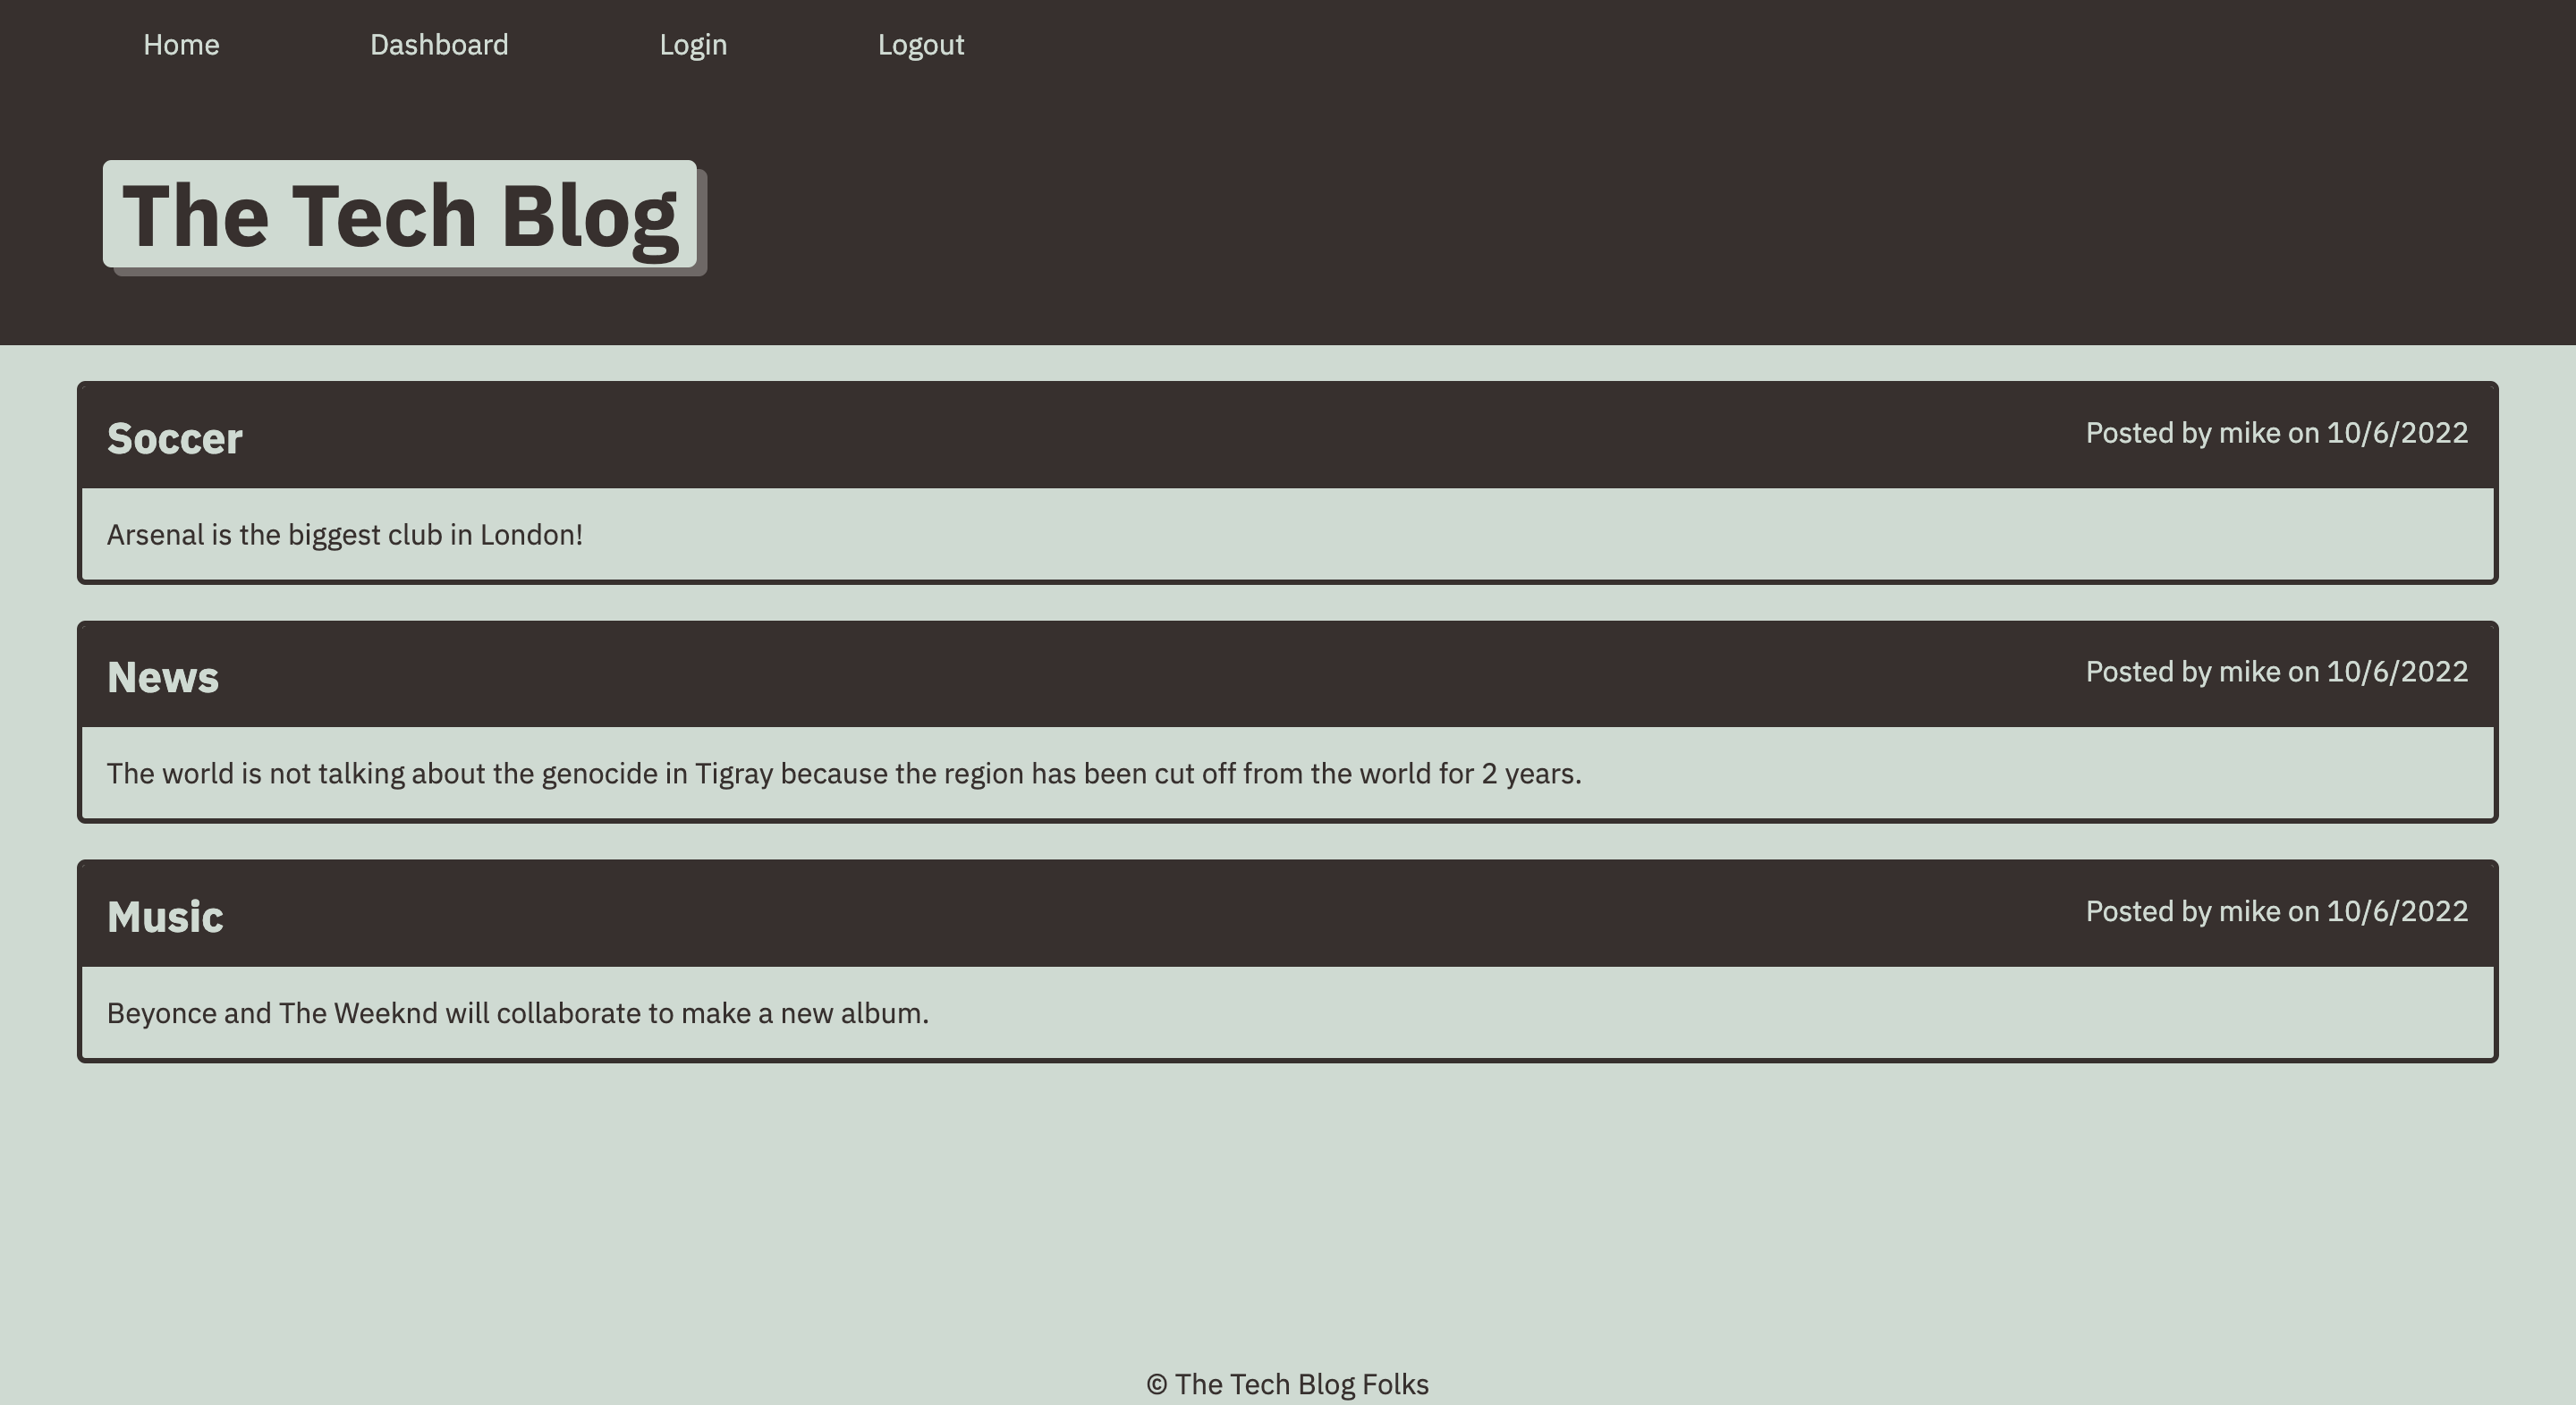 Home Dashboard Login Logout
The Tech Blog
Soccer Posted by mike on 10/6/2022
Arsenal is the biggest club in London!
News Posted by mike on 10/6/2022
The world is not talking about the genocide in Tigray because the region has been cut off from the world for 2 years.
Music Posted by mike on 10/6/2022
Beyonce and The Weeknd will collaborate to make a new album.
© The Tech Blog Folks